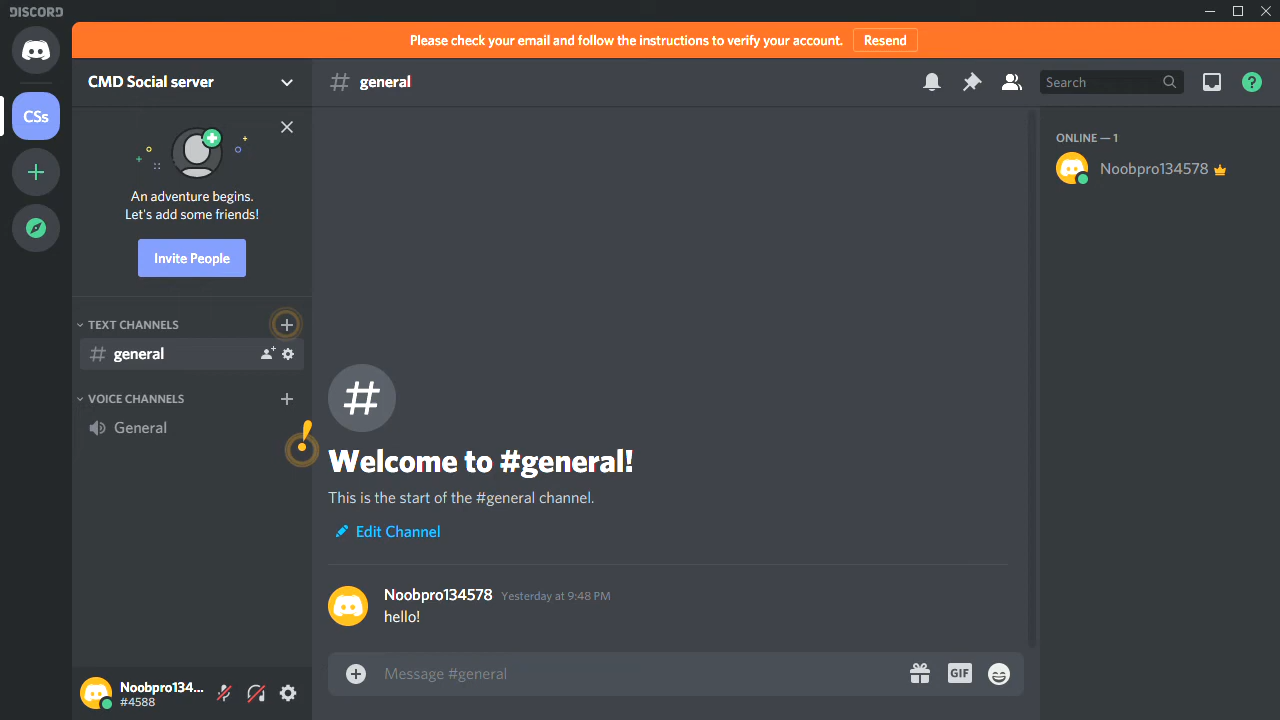 DISCORD
Please check your email and follow the instructions to verify your account. Resend
CMD Social server
general
Search
CSs
An adventure begins.
Let's add some friends!
Invite People
TEXT CHANNELS
general
VOICE CHANNELS
General
Welcome to #general!
This is the start of the #general channel.
Edit Channel
Noobpro134578 Yesterday at 9:48 PM
hello!
Message #general
GIF
Noobpro134...
#4588
ONLINE — 1
Noobpro134578